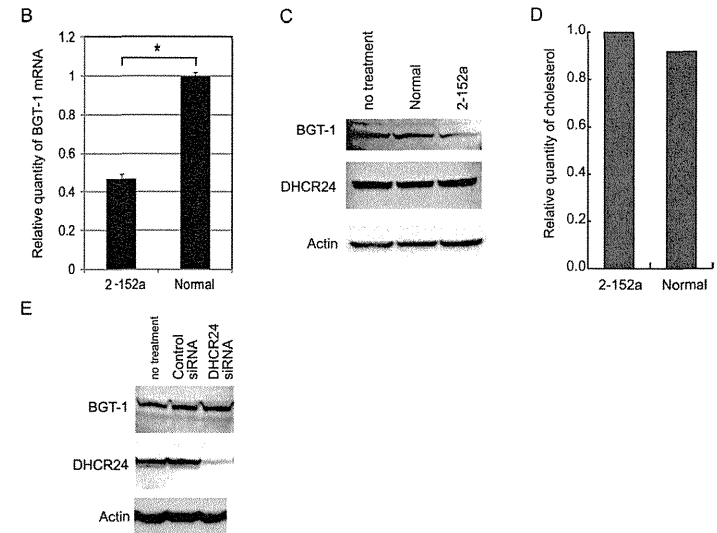 B
Relative quantity of BGT-1 mRNA
1.2
1
0.8
0.6
0.4
0.2
0
*
2-152a
Normal
C
no treatment
Normal
2-152a
BGT-1
DHCR24
Actin
D
Relative quantity of cholesterol
1.0
0.8
0.6
0.4
0.2
0.0
2-152a
Normal
E
no treatment
Control
siRNA
DHCR24
siRNA
BGT-1
DHCR24
Actin